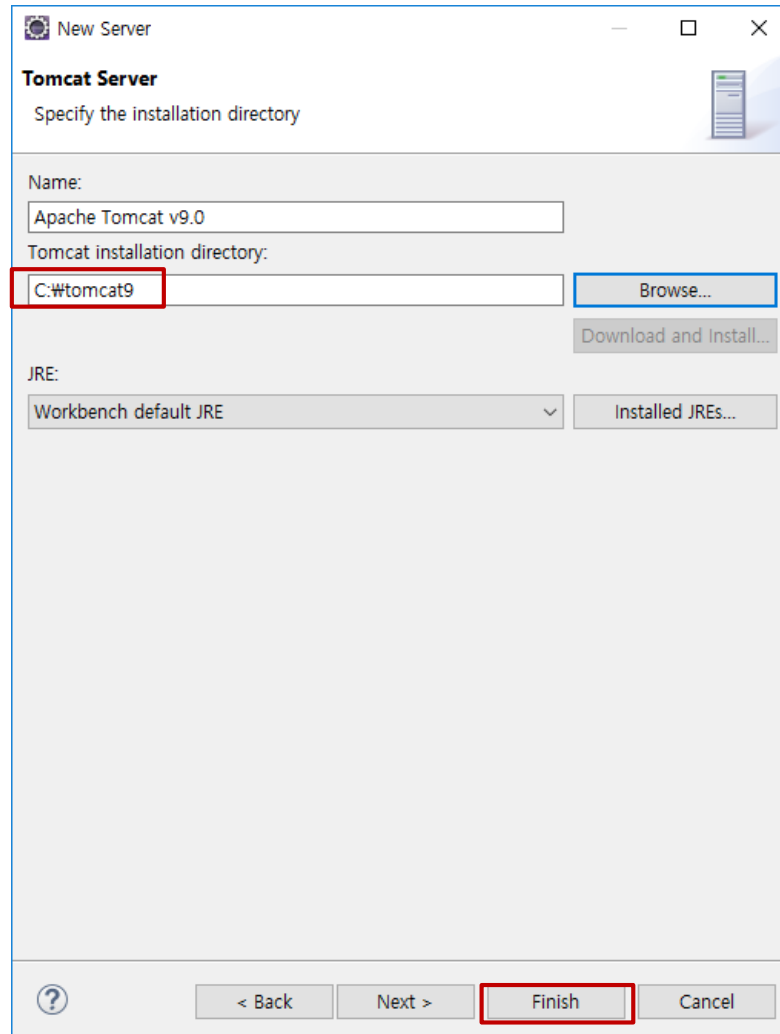 New Server
Tomcat Server
Specify the installation directory
Name:
Apache Tomcat v9.0
Tomcat installation directory:
C:₩tomcat9
Browse...
Download and Install...
JRE:
Workbench default JRE
Installed JREs...
?
< Back
Next >
Finish
Cancel